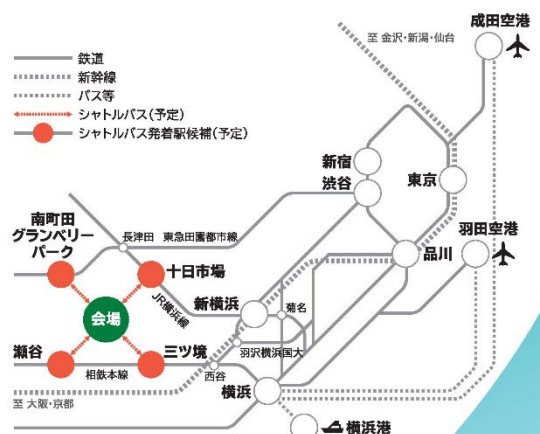 成田空港
至 金沢・新潟・仙台
鉄道
新幹線
バス等
シャトルバス(予定)
シャトルバス発着駅候補(予定)
新宿
渋谷
東京
南町田
グランベリー
パーク
長津田 東急田園都市線
十日市場
JR横浜線
羽田空港
品川
新横浜
菊名
会場
瀬谷
三ツ境
相鉄本線
羽沢横浜国大
西谷
横浜
至 大阪・京都
横浜港